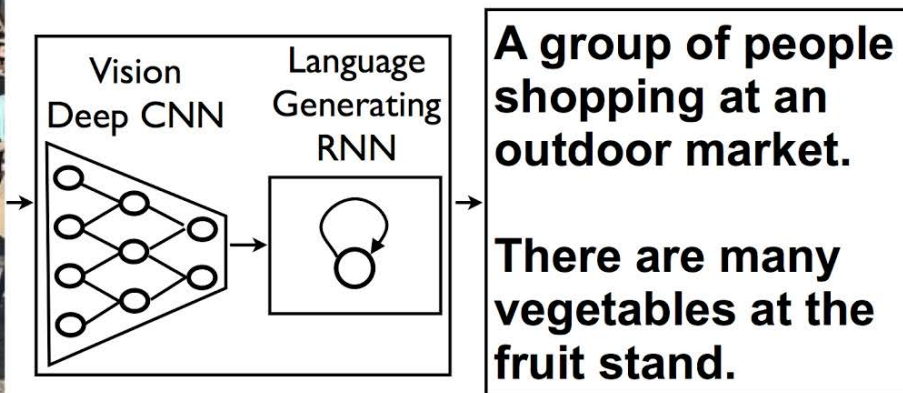 Vision
Deep CNN
Language
Generating
RNN
A group of people
shopping at an
outdoor market.
There are many
vegetables at the
fruit stand.